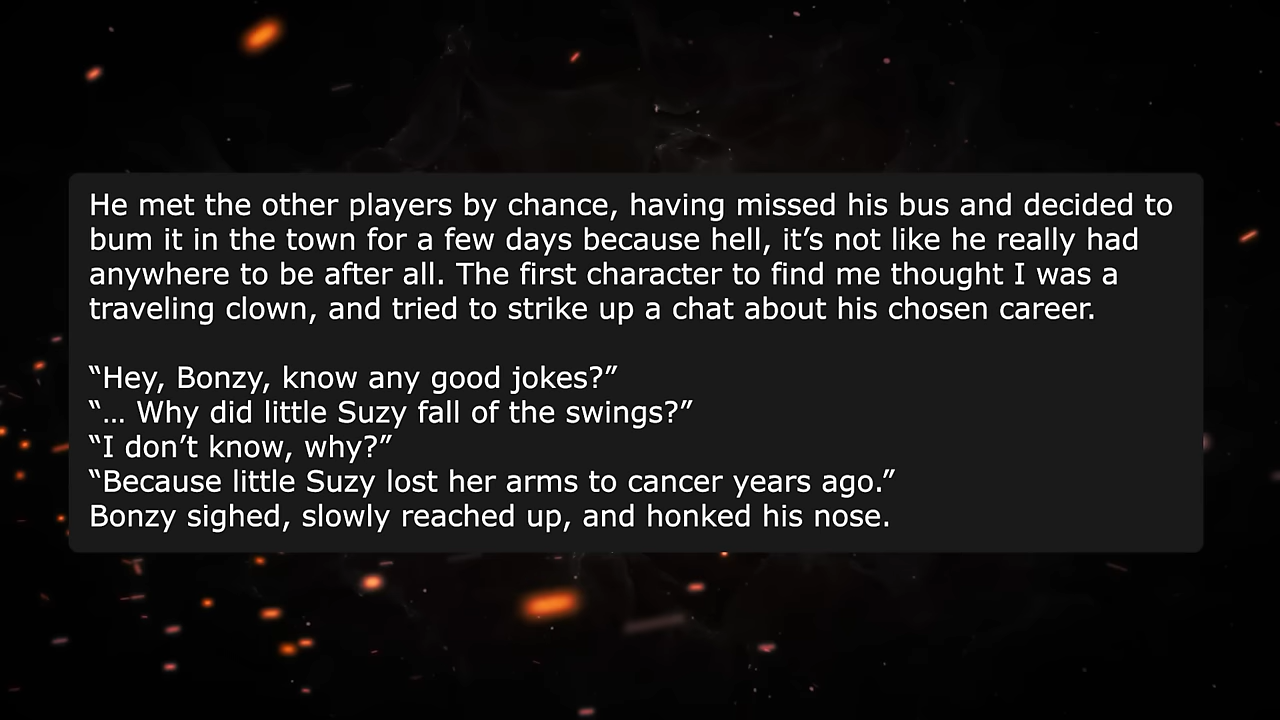 He met the other players by chance, having missed his bus and decided to
bum it in the town for a few days because hell, it’s not like he really had
anywhere to be after all. The first character to find me thought I was a
traveling clown, and tried to strike up a chat about his chosen career.
“Hey, Bonzy, know any good jokes?”
“… Why did little Suzy fall of the swings?”
“I don’t know, why?”
“Because little Suzy lost her arms to cancer years ago.”
Bonzy sighed, slowly reached up, and honked his nose.